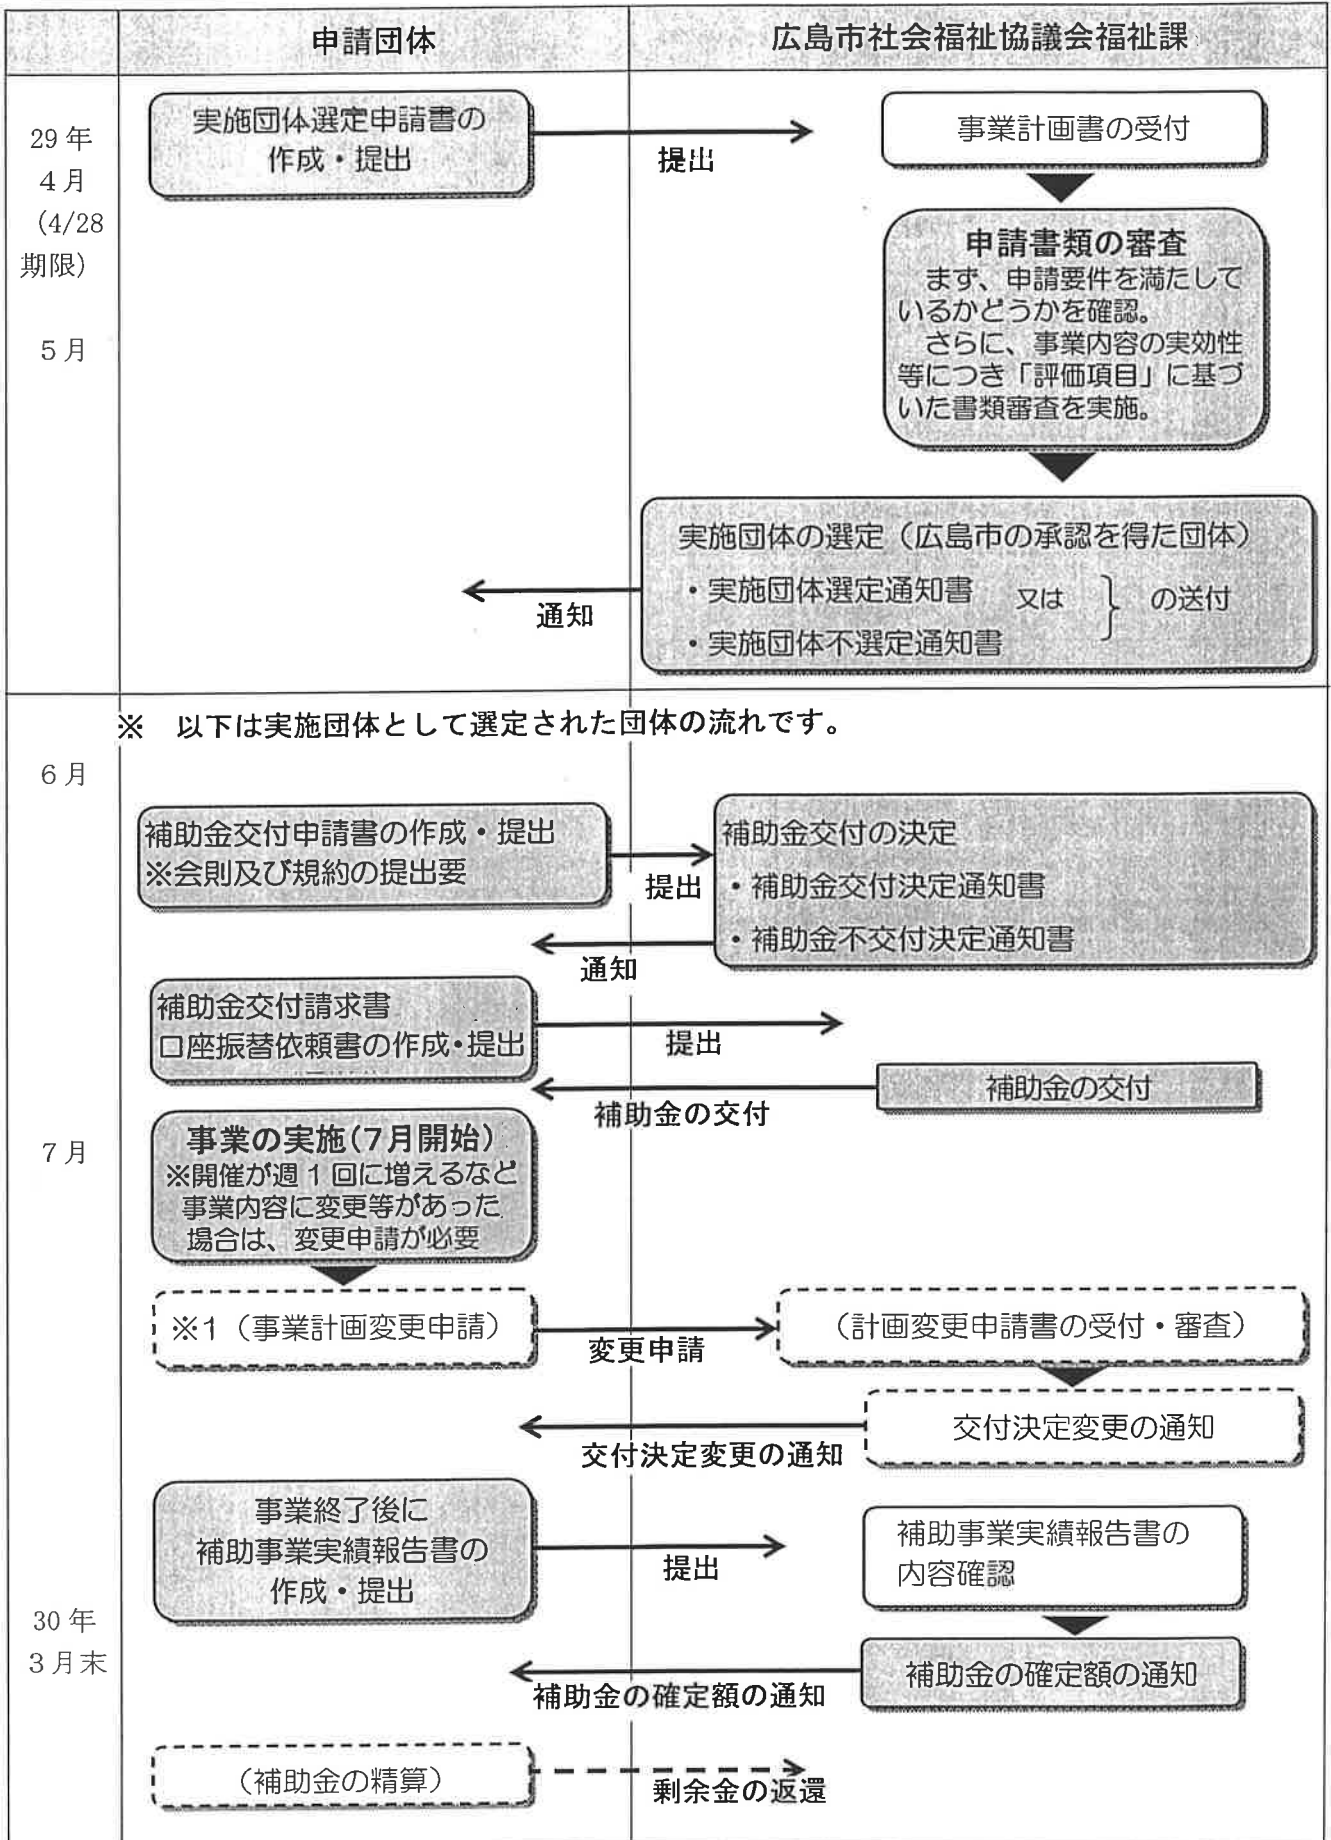 申請団体
広島市社会福祉協議会福祉課
29年
4月
(4/28
期限)
実施団体選定申請書の
作成・提出
提出
事業計画書の受付
申請書類の審査
まず、申請要件を満たして
いるかどうかを確認。
さらに、事業内容の実効性
等につき「評価項目」に基づ
いた書類審査を実施。
5月
実施団体の選定（広島市の承認を得た団体）
・実施団体選定通知書
又は
・実施団体不選定通知書
} の送付
通知
※ 以下は実施団体として選定された団体の流れです。
6月
補助金交付申請書の作成・提出
※会則及び規約の提出要
提出
補助金交付の決定
・補助金交付決定通知書
・補助金不交付決定通知書
通知
補助金交付請求書
口座振替依頼書の作成・提出
提出
補助金の交付
補助金の交付
7月
事業の実施(7月開始)
※開催が週1回に増えるなど
事業内容に変更等があった
場合は、変更申請が必要
※1（事業計画変更申請）
変更申請
（計画変更申請書の受付・審査）
交付決定変更の通知
交付決定変更の通知
事業終了後に
補助事業実績報告書の
作成・提出
提出
補助事業実績報告書の
内容確認
30年
3月末
補助金の確定額の通知
補助金の確定額の通知
（補助金の精算）
剰余金の返還